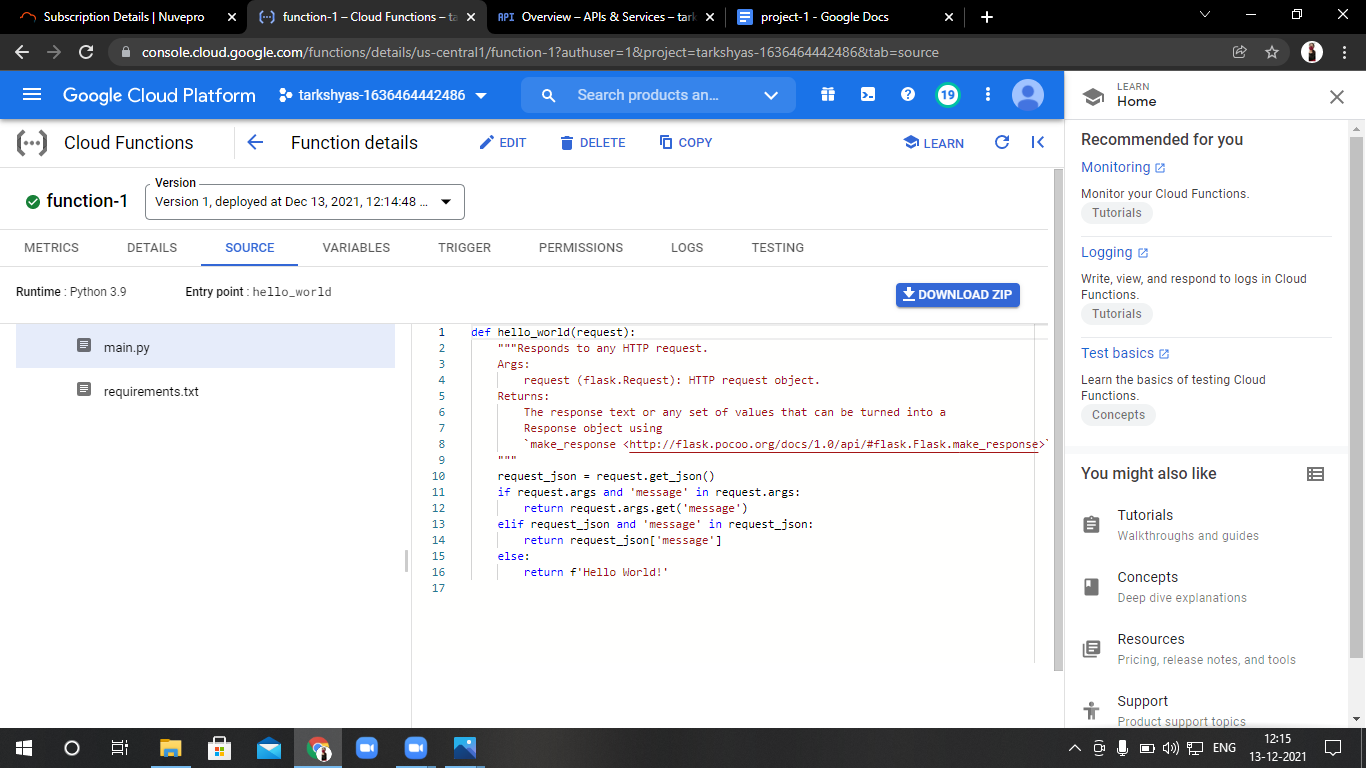 Subscription Details | Nuvepro
function-1 – Cloud Functions – ta
API Overview – APIs & Services – tark
project-1 - Google Docs
console.cloud.google.com/functions/details/us-central1/function-1?authuser=1&project=tarkshyas-1636464442486&tab=source
Google Cloud Platform
tarkshyas-1636464442486
Search products an...
19
LEARN
Home
Cloud Functions
Function details
EDIT
DELETE
COPY
LEARN
function-1
Version
Version 1, deployed at Dec 13, 2021, 12:14:48 ...
METRICS DETAILS SOURCE VARIABLES TRIGGER PERMISSIONS LOGS TESTING
Runtime : Python 3.9
Entry point : hello_world
DOWNLOAD ZIP
main.py
requirements.txt
1 def hello_world(request):
2 """Responds to any HTTP request.
3 Args:
4 request (flask.Request): HTTP request object.
5 Returns:
6 The response text or any set of values that can be turned into a
7 Response object using
8 `make_response <http://flask.pocoo.org/docs/1.0/api/#flask.Flask.make_response>`
9 """
10 request_json = request.get_json()
11 if request.args and 'message' in request.args:
12 return request.args.get('message')
13 elif request_json and 'message' in request_json:
14 return request_json['message']
15 else:
16 return f'Hello World!'
17
Recommended for you
Monitoring
Monitor your Cloud Functions.
Tutorials
Logging
Write, view, and respond to logs in Cloud
Functions.
Tutorials
Test basics
Learn the basics of testing Cloud
Functions.
Concepts
You might also like
Tutorials
Walkthroughs and guides
Concepts
Deep dive explanations
Resources
Pricing, release notes, and tools
Support
Product support topics
ENG
12:15
13-12-2021